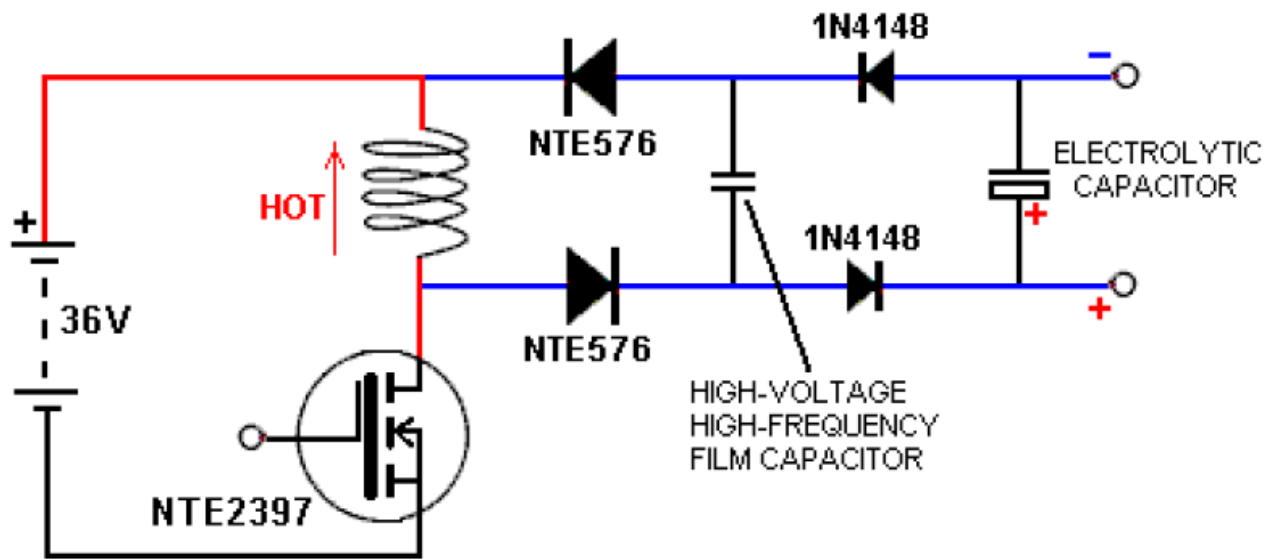 1N4148
−
NTE576
ELECTROLYTIC
CAPACITOR
HOT
+
+
1N4148
36V
+
NTE576
HIGH-VOLTAGE
HIGH-FREQUENCY
FILM CAPACITOR
NTE2397